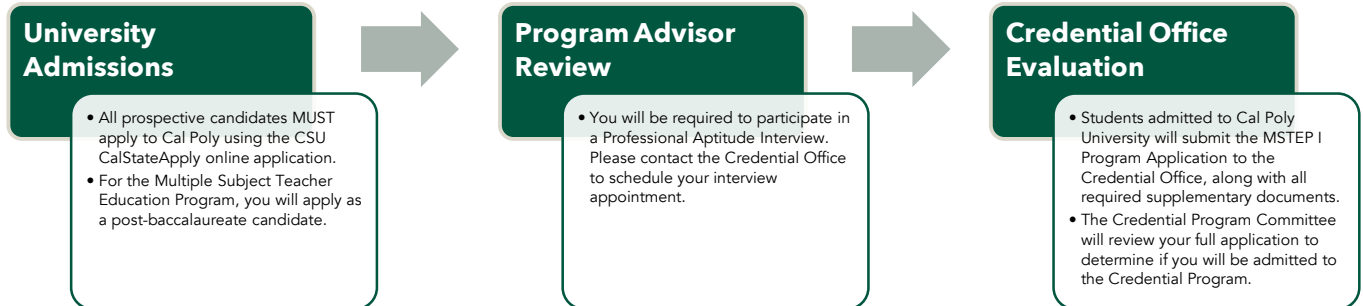 University
Admissions
• All prospective candidates MUST
apply to Cal Poly using the CSU
CalStateApply online application.
• For the Multiple Subject Teacher
Education Program, you will apply as
a post-baccalaureate candidate.
Program Advisor
Review
• You will be required to participate in
a Professional Aptitude Interview.
Please contact the Credential Office
to schedule your interview
appointment.
Credential Office
Evaluation
• Students admitted to Cal Poly
University will submit the MSTEP I
Program Application to the
Credential Office, along with all
required supplementary documents.
• The Credential Program Committee
will review your full application to
determine if you will be admitted to
the Credential Program.